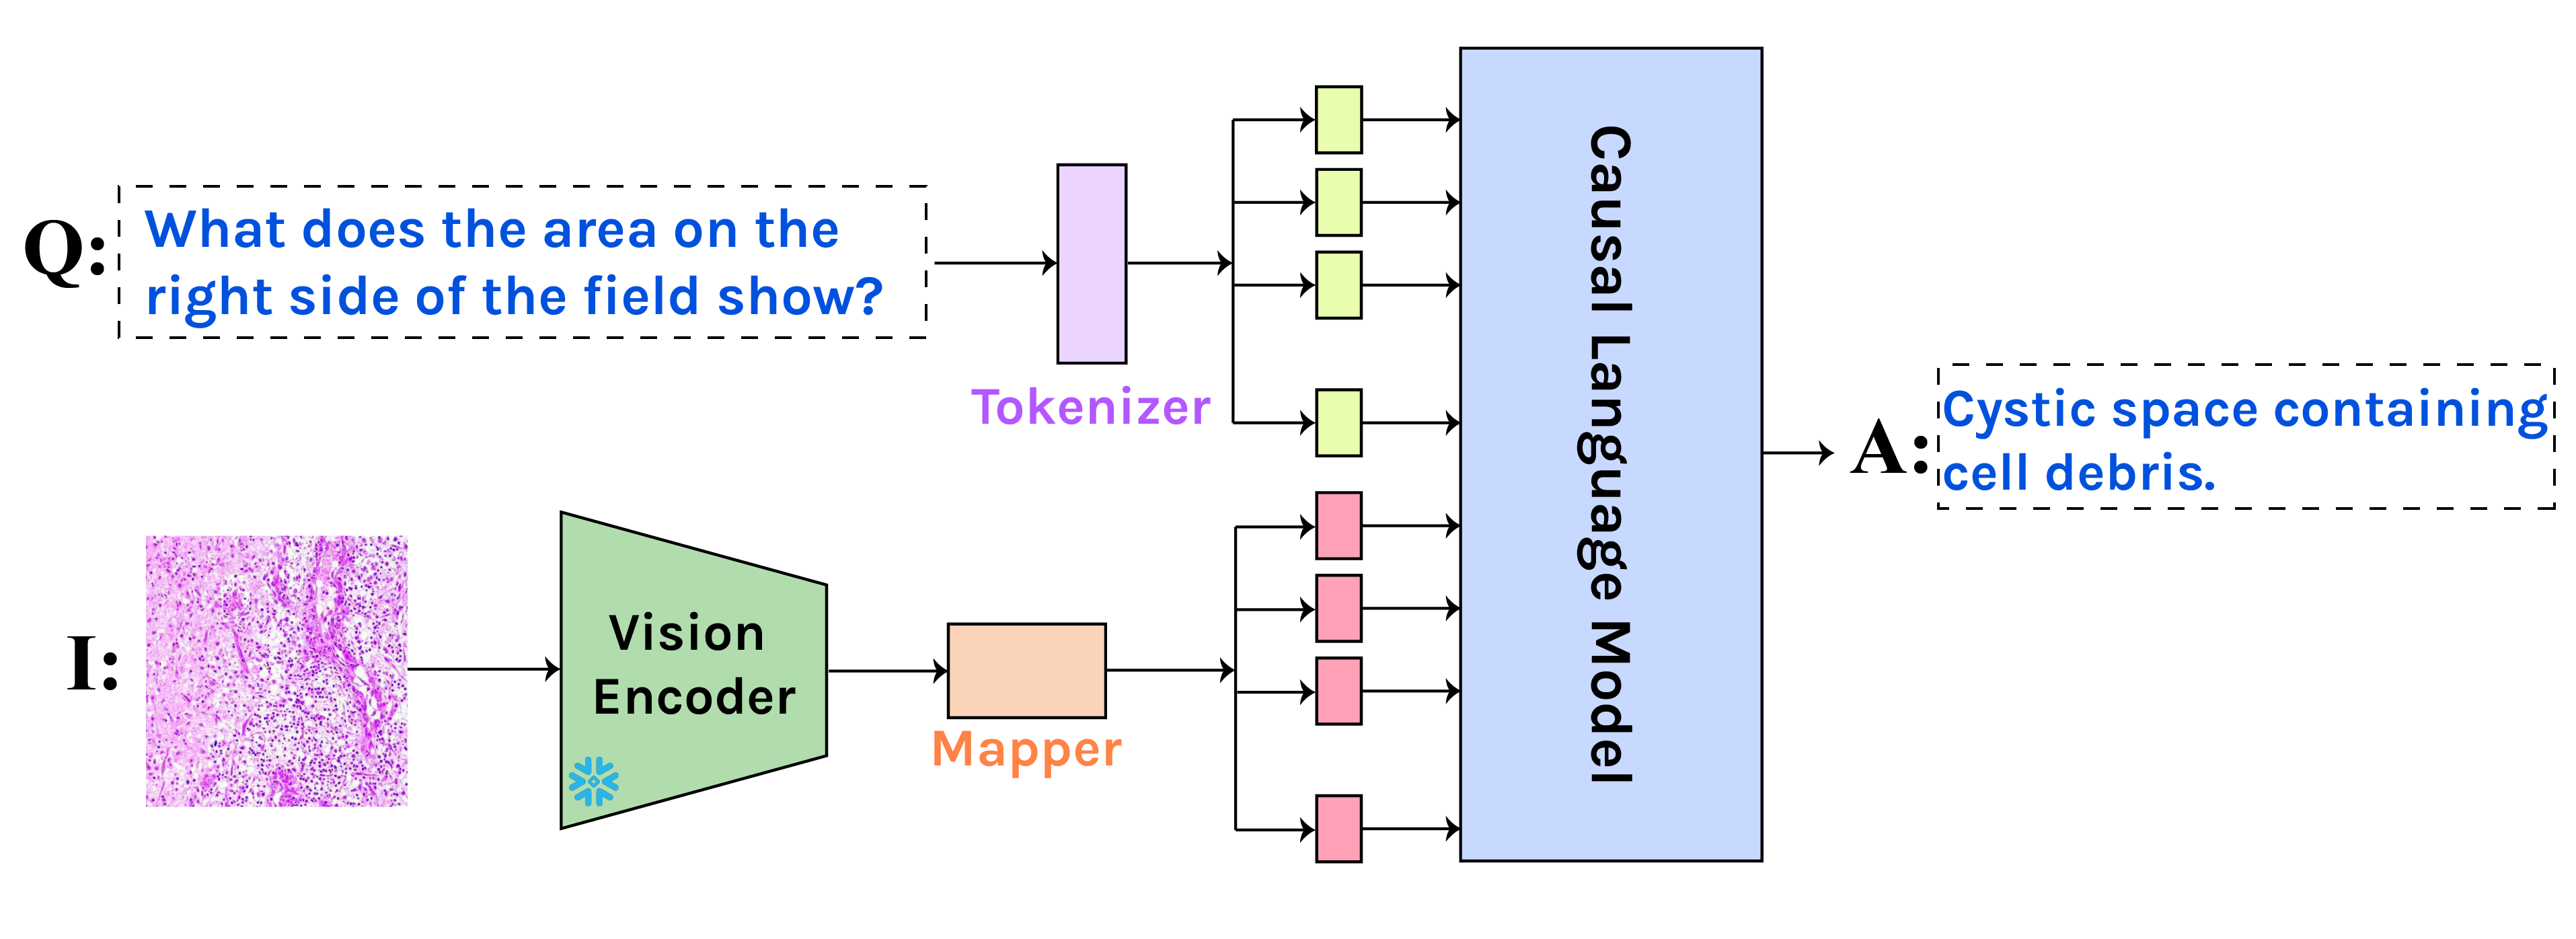 Q:
What does the area on the
right side of the field show?
Tokenizer
I:
Vision
Encoder
Mapper
Causal Language Model
A:
Cystic space containing
cell debris.